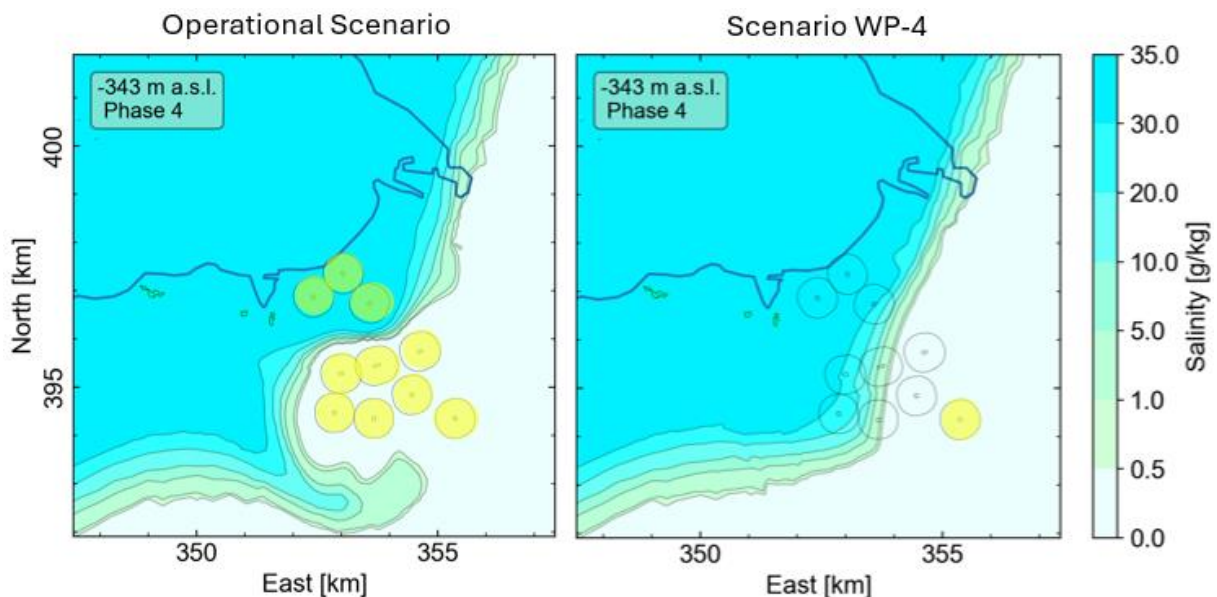 Operational Scenario
Scenario WP-4
-343 m a.s.l.
Phase 4
-343 m a.s.l.
Phase 4
400
395
North [km]
350
355
East [km]
350
355
East [km]
35.0
30.0
20.0
10.0
5.0
1.0
0.5
0.0
Salinity [g/kg]